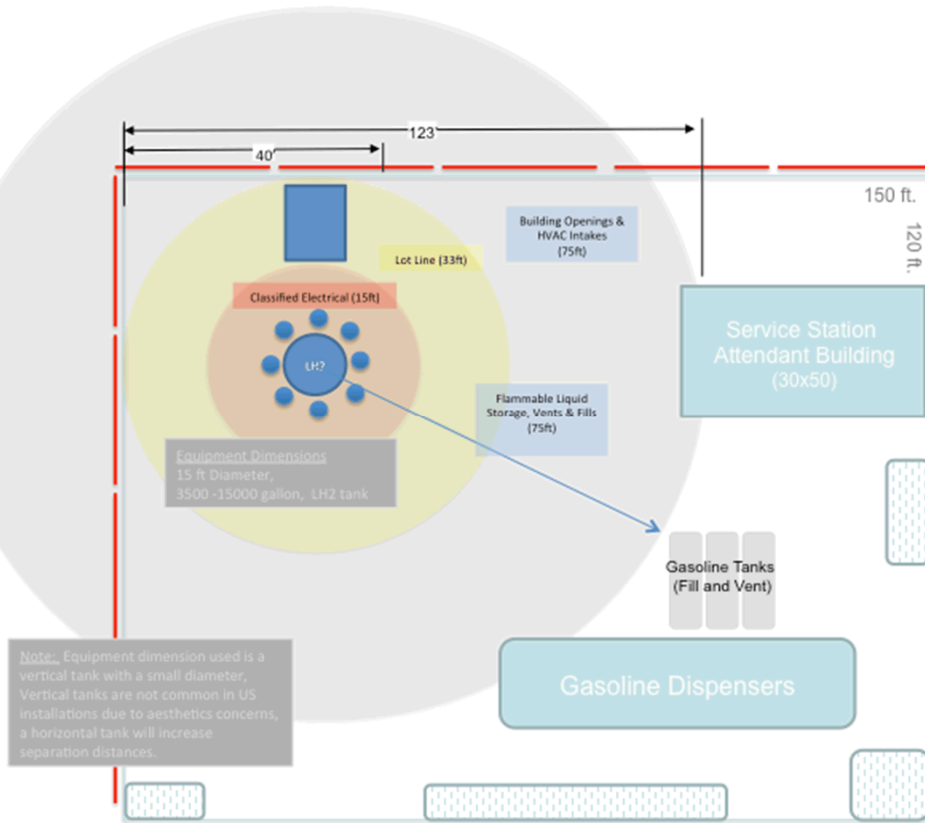 123'
40'
150 ft.
120 ft.
Building Openings &
HVAC Intakes
(75ft)
Lot Line (33ft)
Classified Electrical (15ft)
LH2
Service Station
Attendant Building
(30x50)
Flammable Liquid
Storage, Vents & Fills
(75ft)
Equipment Dimensions
15 ft Diameter,
3500 -15000 gallon, LH2 tank
Gasoline Tanks
(Fill and Vent)
Note: Equipment dimension used is a
vertical tank with a small diameter,
Vertical tanks are not common in US
installations due to aesthetics concerns,
a horizontal tank will increase
separation distances.
Gasoline Dispensers